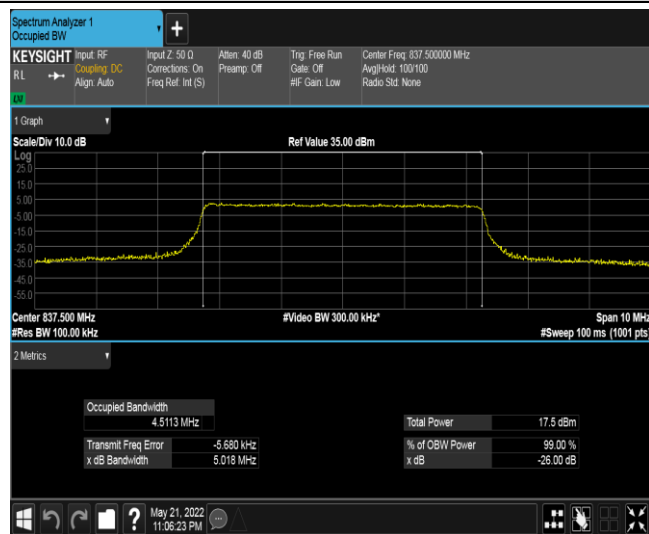 Spectrum Analyzer 1
Occupied BW
+
KEYSIGHT
RL
LXI
Input: RF
Coupling: DC
Align: Auto
Input Z: 50 Ω
Corrections: On
Freq Ref: Int (S)
Atten: 40 dB
Preamp: Off
Trig: Free Run
Gate: Off
#IF Gain: Low
Center Freq: 837.500000 MHz
Avg|Hold: 100/100
Radio Std: None
1 Graph
Scale/Div 10.0 dB
Ref Value 35.00 dBm
Log
25.0
15.0
5.00
-5.00
-15.0
-25.0
-35.0
-45.0
-55.0
Center 837.500 MHz
#Video BW 300.00 kHz*
Span 10 MHz
#Res BW 100.00 kHz
#Sweep 100 ms (1001 pts)
2 Metrics
Occupied Bandwidth
4.5113 MHz
Total Power 17.5 dBm
Transmit Freq Error -5.680 kHz
% of OBW Power 99.00 %
x dB Bandwidth 5.018 MHz
x dB -26.00 dB
?
May 21, 2022
11:06:23 PM